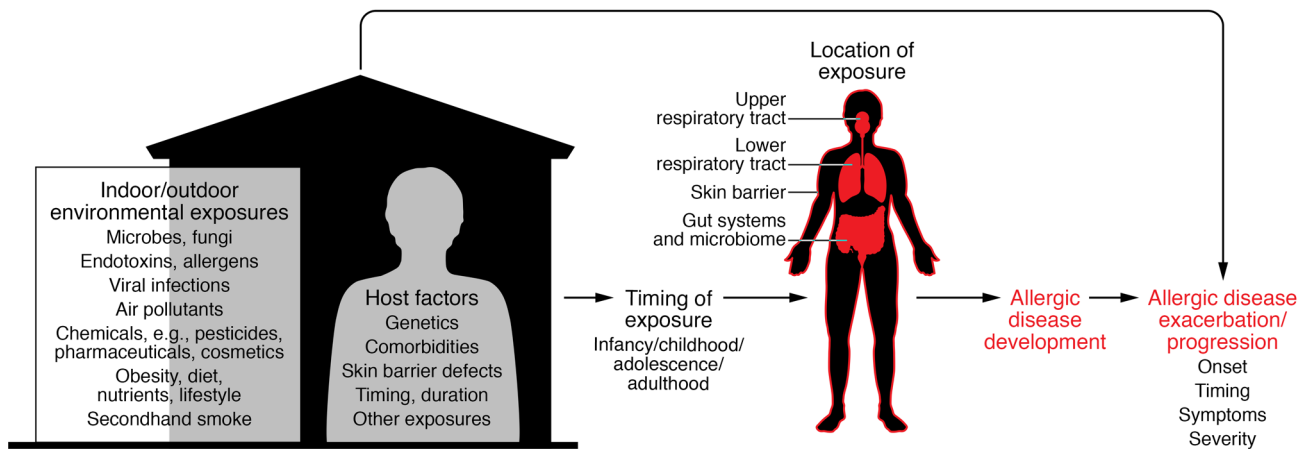 Indoor/outdoor
environmental exposures
Microbes, fungi
Endotoxins, allergens
Viral infections
Air pollutants
Chemicals, e.g., pesticides,
pharmaceuticals, cosmetics
Obesity, diet,
nutrients, lifestyle
Secondhand smoke
Host factors
Genetics
Comorbidities
Skin barrier defects
Timing, duration
Other exposures
Timing of
exposure
Infancy/childhood/
adolescence/
adulthood
Location of
exposure
Upper
respiratory tract
Lower
respiratory tract
Skin barrier
Gut systems
and microbiome
Allergic
disease
development
Allergic disease
exacerbation/
progression
Onset
Timing
Symptoms
Severity